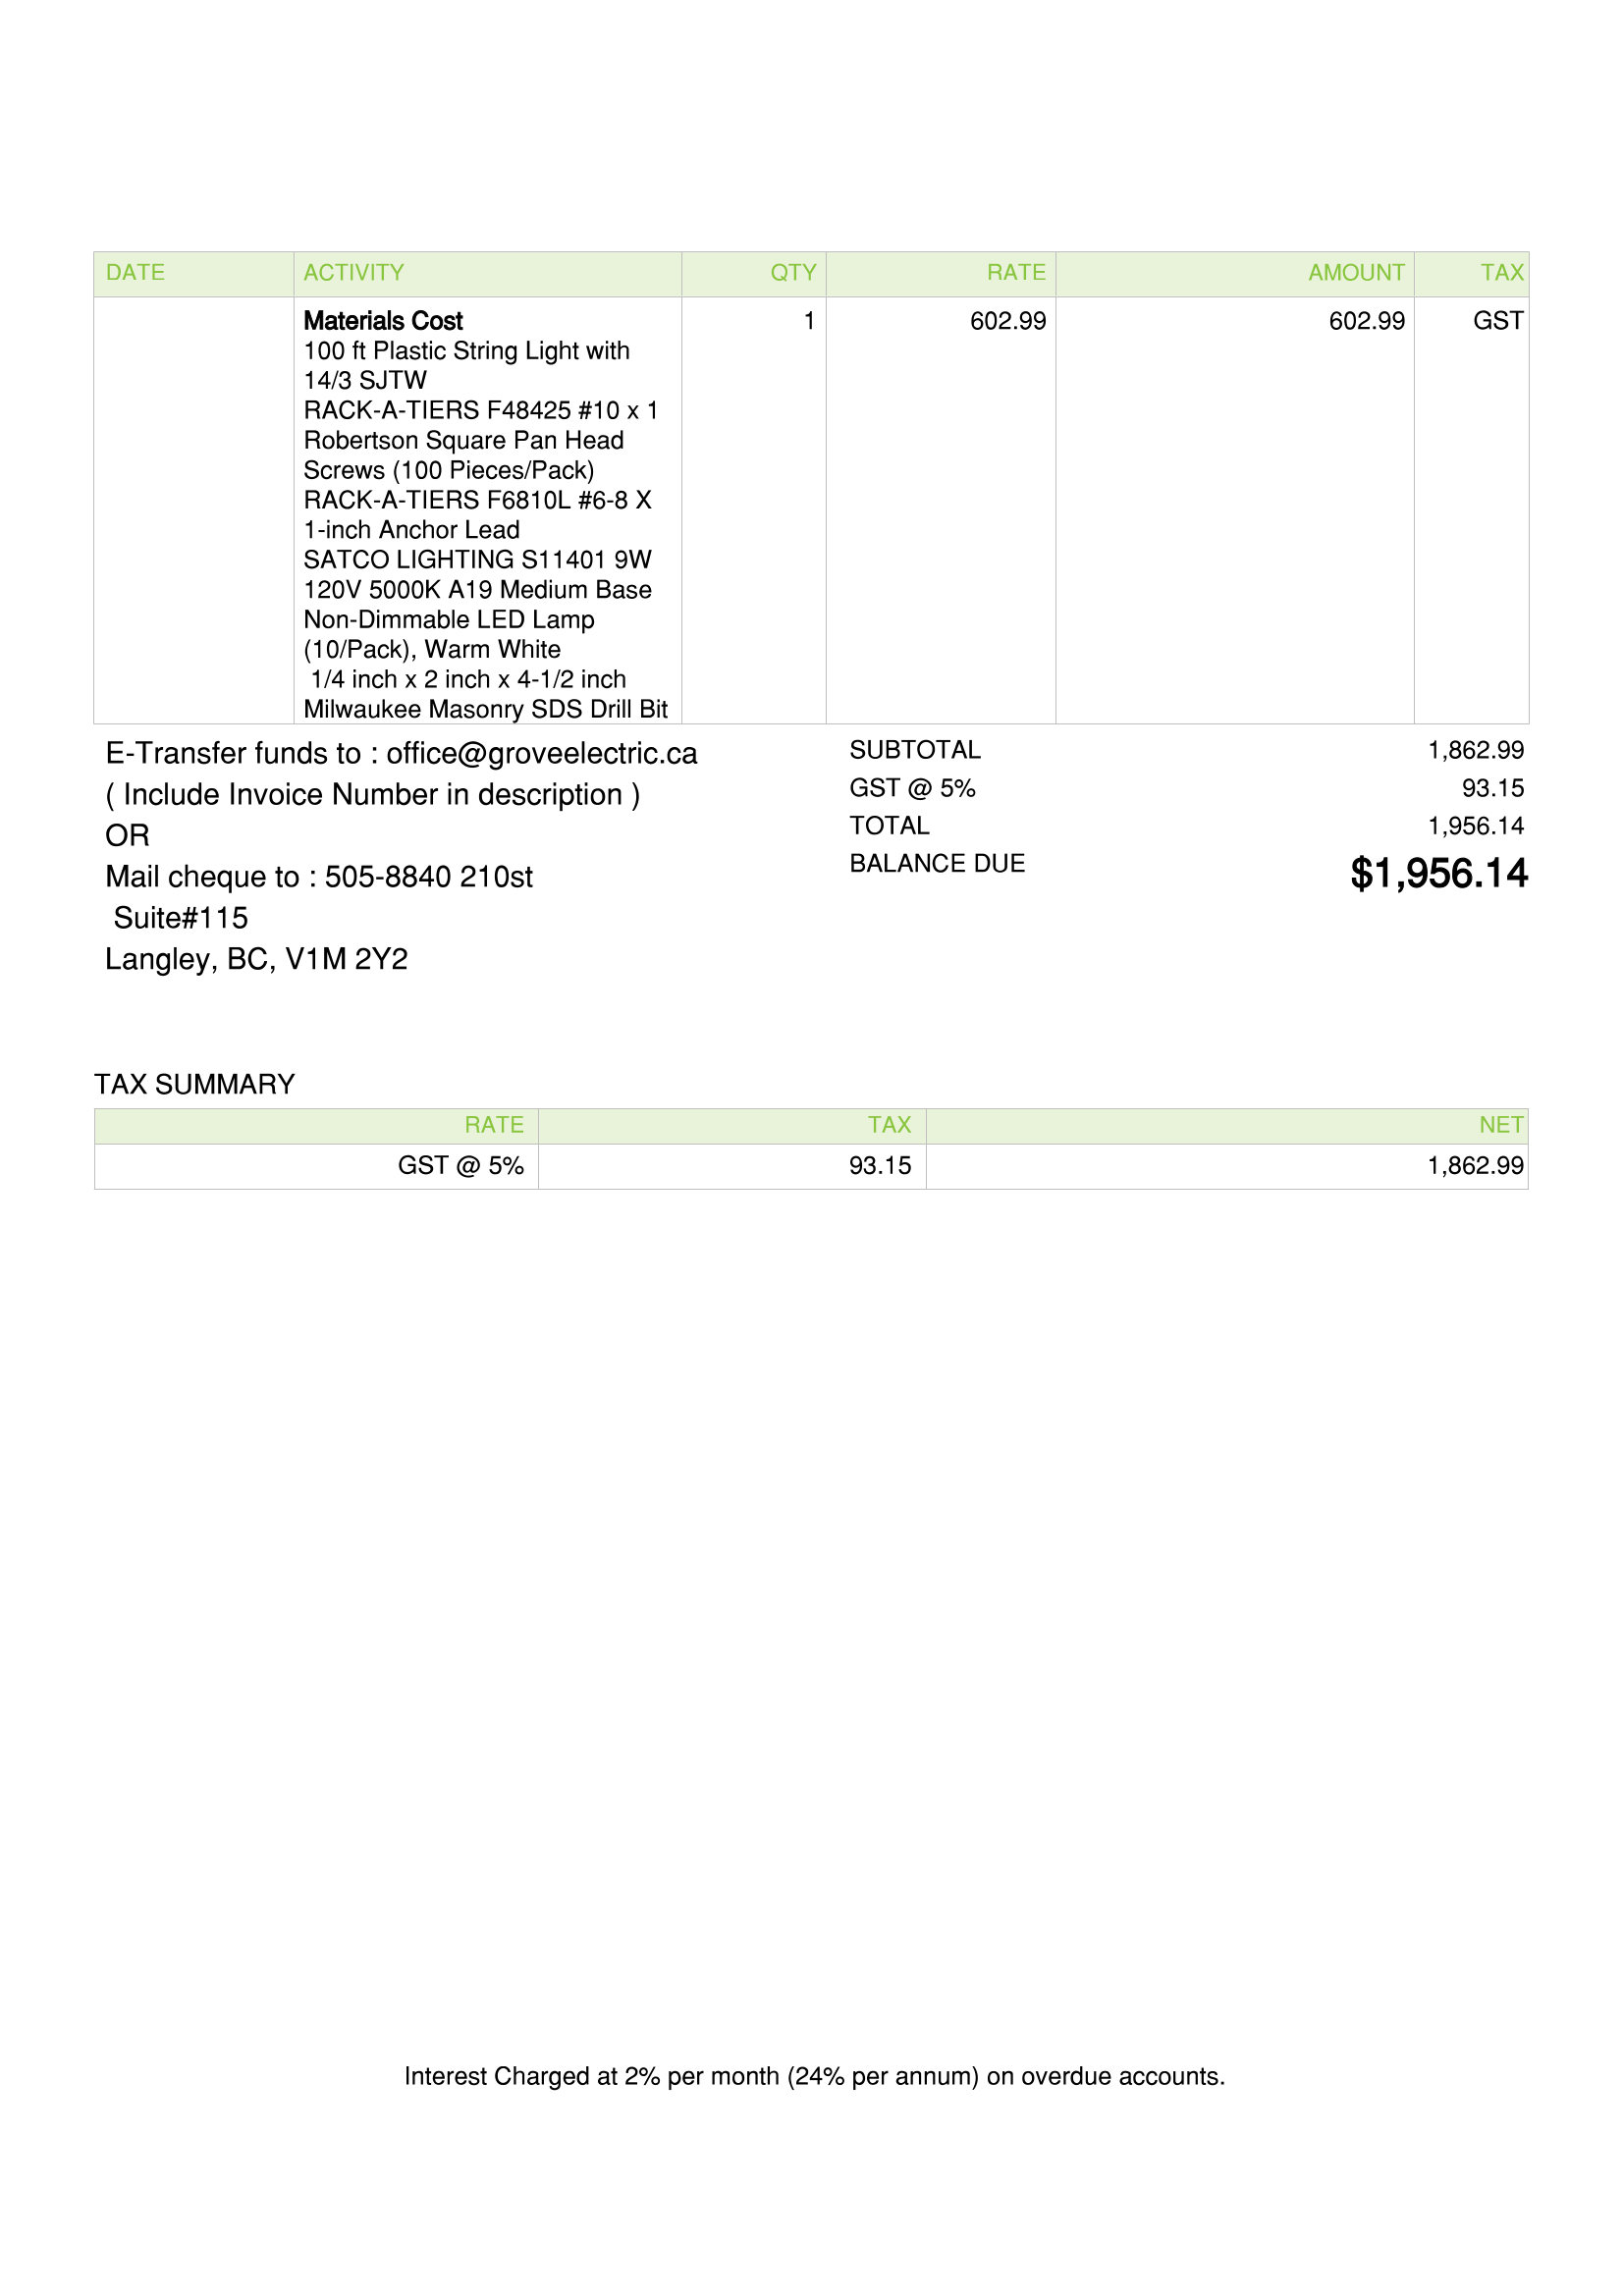 DATE ACTIVITY QTY RATE AMOUNT TAX
Materials Cost 1 602.99 602.99 GST
100 ft Plastic String Light with
14/3 SJTW
RACK-A-TIERS F48425 #10 x 1
Robertson Square Pan Head
Screws (100 Pieces/Pack)
RACK-A-TIERS F6810L #6-8 X
1-inch Anchor Lead
SATCO LIGHTING S11401 9W
120V 5000K A19 Medium Base
Non-Dimmable LED Lamp
(10/Pack), Warm White
1/4 inch x 2 inch x 4-1/2 inch
Milwaukee Masonry SDS Drill Bit
E-Transfer funds to : office@groveelectric.ca
( Include Invoice Number in description )
OR
Mail cheque to : 505-8840 210st
Suite#115
Langley, BC, V1M 2Y2
SUBTOTAL 1,862.99
GST @ 5% 93.15
TOTAL 1,956.14
BALANCE DUE $1,956.14
TAX SUMMARY
RATE TAX NET
GST @ 5% 93.15 1,862.99
Interest Charged at 2% per month (24% per annum) on overdue accounts.